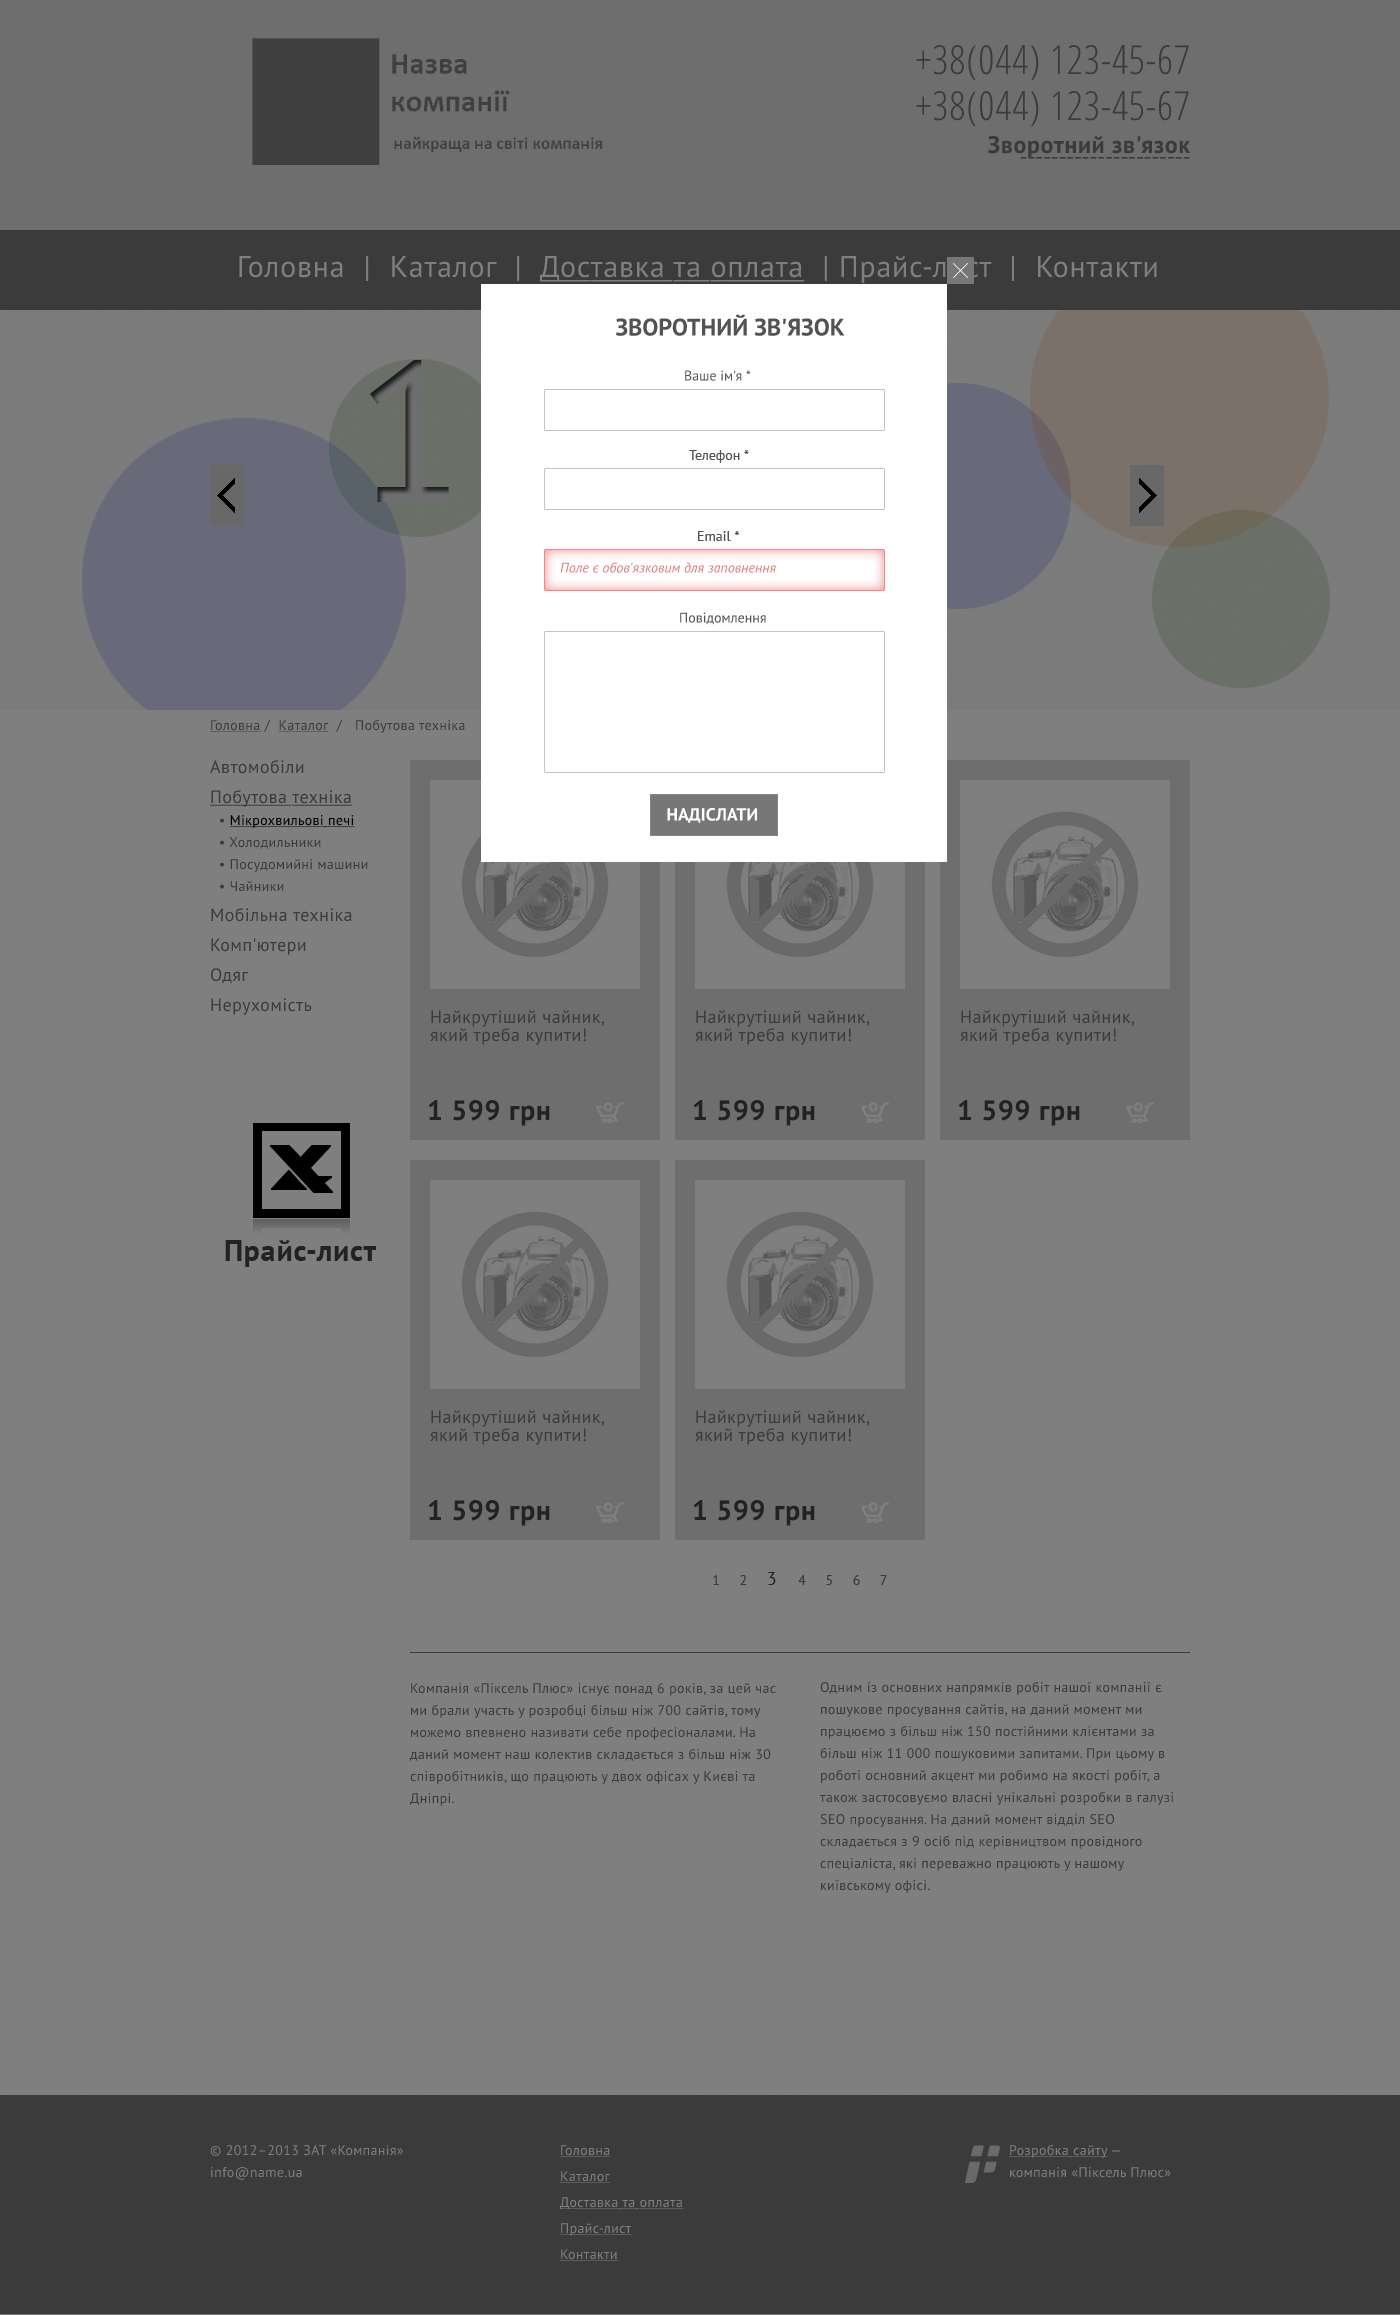 Назва
компанії
найкраща на світі компанія
+38(044) 123-45-67
+38(044) 123-45-67
Зворотний зв'язок
Головна | Каталог | Доставка та оплата | Прайс-лист | Контакти
1
ЗВОРОТНИЙ ЗВ'ЯЗОК
Ваше ім'я *
Телефон *
Email *
Поле є обов'язковим для заповнення
Повідомлення
НАДІСЛАТИ
Головна / Каталог / Побутова техніка
Автомобіли
Побутова техніка
• Мікрохвильові печі
• Холодильники
• Посудомийні машини
• Чайники
Мобільна техніка
Комп'ютери
Одяг
Нерухомість
Прайс-лист
Найкрутіший чайник,
який треба купити!
1 599 грн
Найкрутіший чайник,
який треба купити!
1 599 грн
Найкрутіший чайник,
який треба купити!
1 599 грн
Найкрутіший чайник,
який треба купити!
1 599 грн
Найкрутіший чайник,
який треба купити!
1 599 грн
1 2 3 4 5 6 7
Компанія «Піксель Плюс» існує понад 6 років, за цей час
ми брали участь у розробці більш ніж 700 сайтів, тому
можемо впевнено називати себе професіоналами. На
даний момент наш колектив складається з більш ніж 30
співробітників, що працюють у двох офісах у Києві та
Дніпрі.
Одним із основних напрямків робіт нашої компанії є
пошукове просування сайтів, на даний момент ми
працюємо з більш ніж 150 постійними клієнтами за
більш ніж 11 000 пошуковими запитами. При цьому в
роботі основний акцент ми робимо на якості робіт, а
також застосовуємо власні унікальні розробки в галузі
SEO просування. На даний момент відділ SEO
складається з 9 осіб під керівництвом провідного
спеціаліста, які переважно працюють у нашому
київському офісі.
© 2012–2013 ЗАТ «Компанія»
info@name.ua
Головна
Каталог
Доставка та оплата
Прайс-лист
Контакти
Розробка сайту —
компанія «Піксель Плюс»